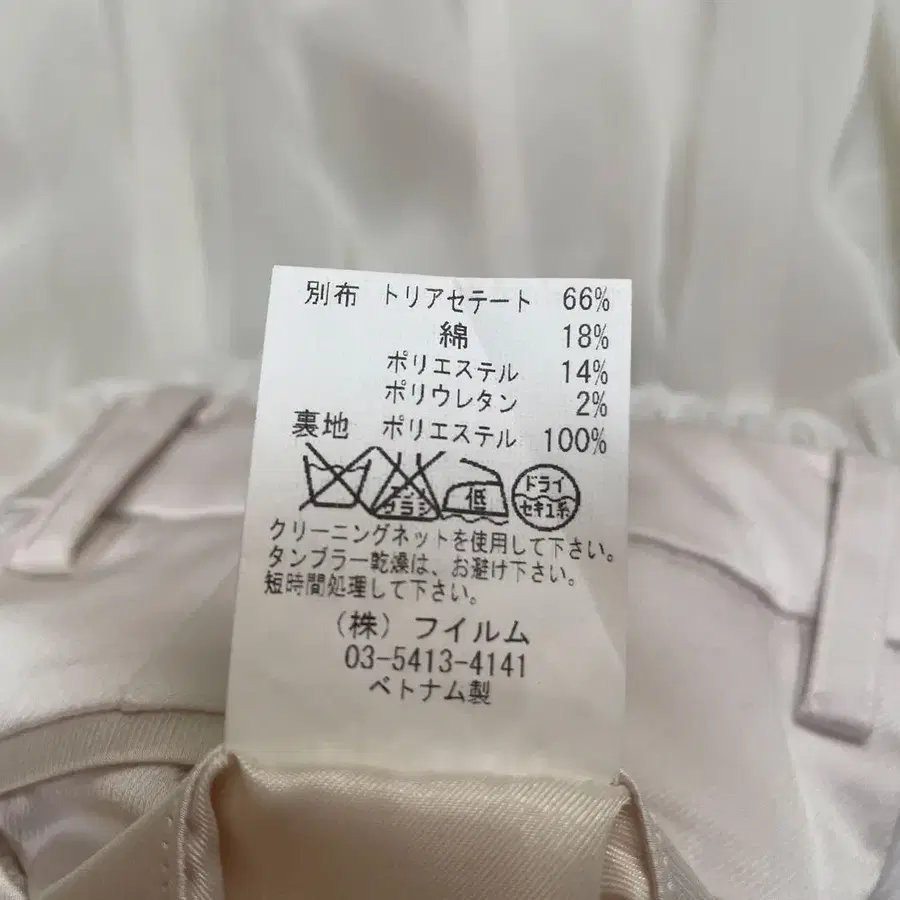 別布 トリアセテート 66%
綿 18%
ポリエステル 14%
ポリウレタン 2%
裏地 ポリエステル 100%
低 ドライ
セキユ系
クリーニングネットを使用して下さい。
タンブラー乾燥は、お避け下さい。
短時間処理して下さい。
(株) フイルム
03-5413-4141
ベトナム製